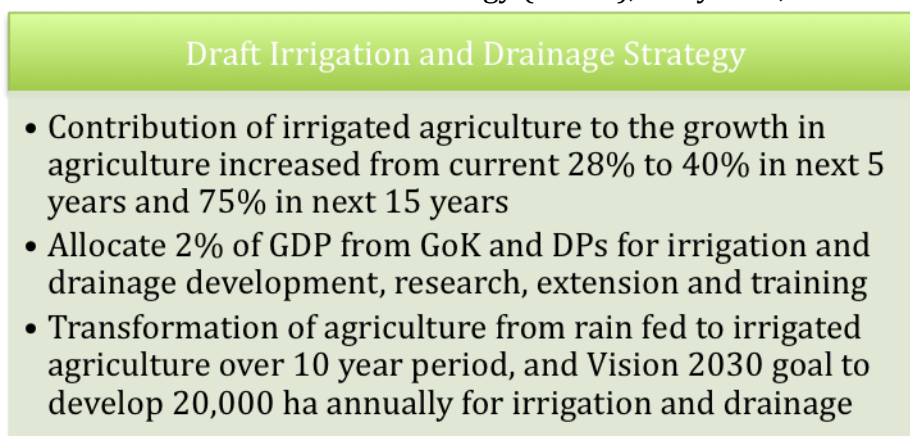 Draft Irrigation and Drainage Strategy
• Contribution of irrigated agriculture to the growth in
agriculture increased from current 28% to 40% in next 5
years and 75% in next 15 years
• Allocate 2% of GDP from GoK and DPs for irrigation and
drainage development, research, extension and training
• Transformation of agriculture from rain fed to irrigated
agriculture over 10 year period, and Vision 2030 goal to
develop 20,000 ha annually for irrigation and drainage